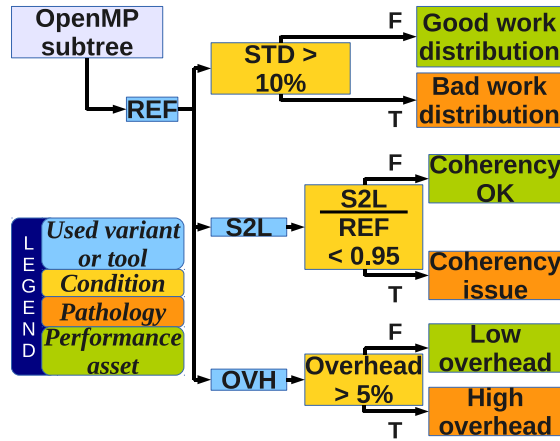 OpenMP
subtree
REF
STD >
10%
F
Good work
distribution
T
Bad work
distribution
S2L
S2L
REF
< 0.95
F
Coherency
OK
T
Coherency
issue
OVH
Overhead
> 5%
F
Low
overhead
T
High
overhead
LEGEND
Used variant
or tool
Condition
Pathology
Performance
asset